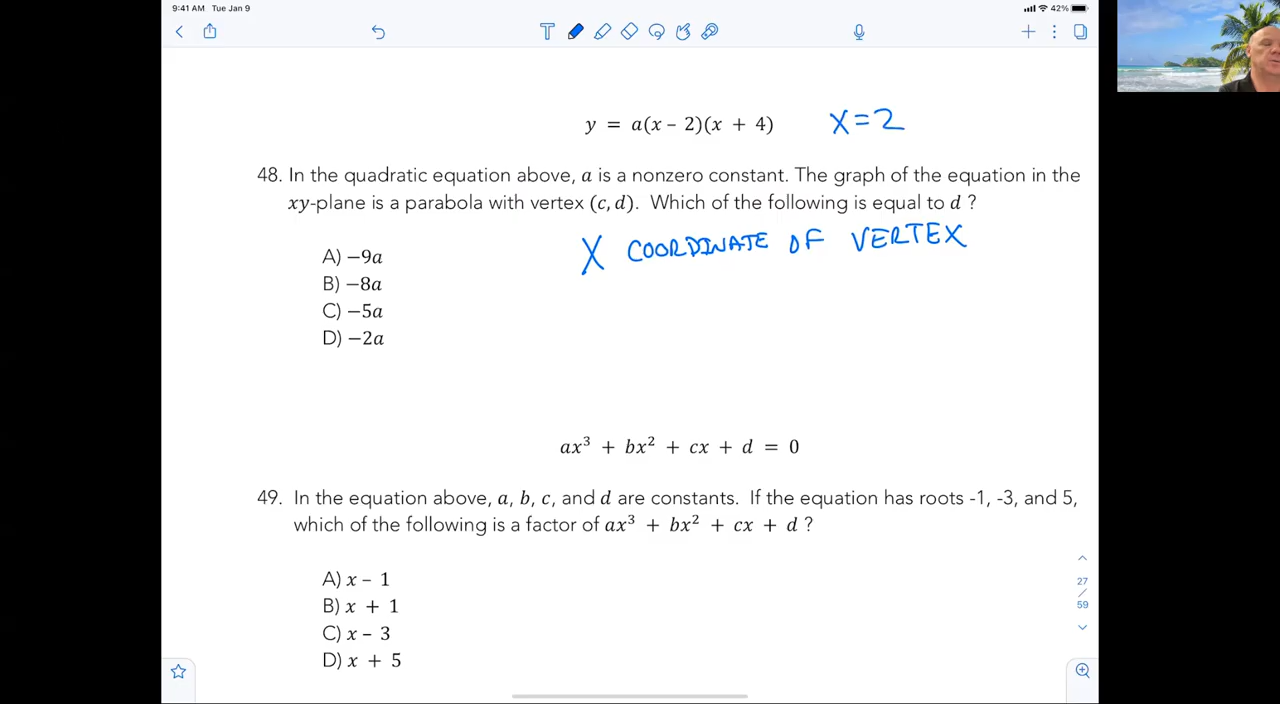 9:41 AM Tue Jan 9
42%
y = a(x – 2)(x + 4) X=2
48. In the quadratic equation above, a is a nonzero constant. The graph of the equation in the
xy-plane is a parabola with vertex (c, d). Which of the following is equal to d ?
X COORDINATE OF VERTEX
A) −9a
B) −8a
C) −5a
D) −2a
ax³ + bx² + cx + d = 0
49. In the equation above, a, b, c, and d are constants. If the equation has roots -1, -3, and 5,
which of the following is a factor of ax³ + bx² + cx + d ?
A) x – 1
B) x + 1
C) x – 3
D) x + 5
27
/
59